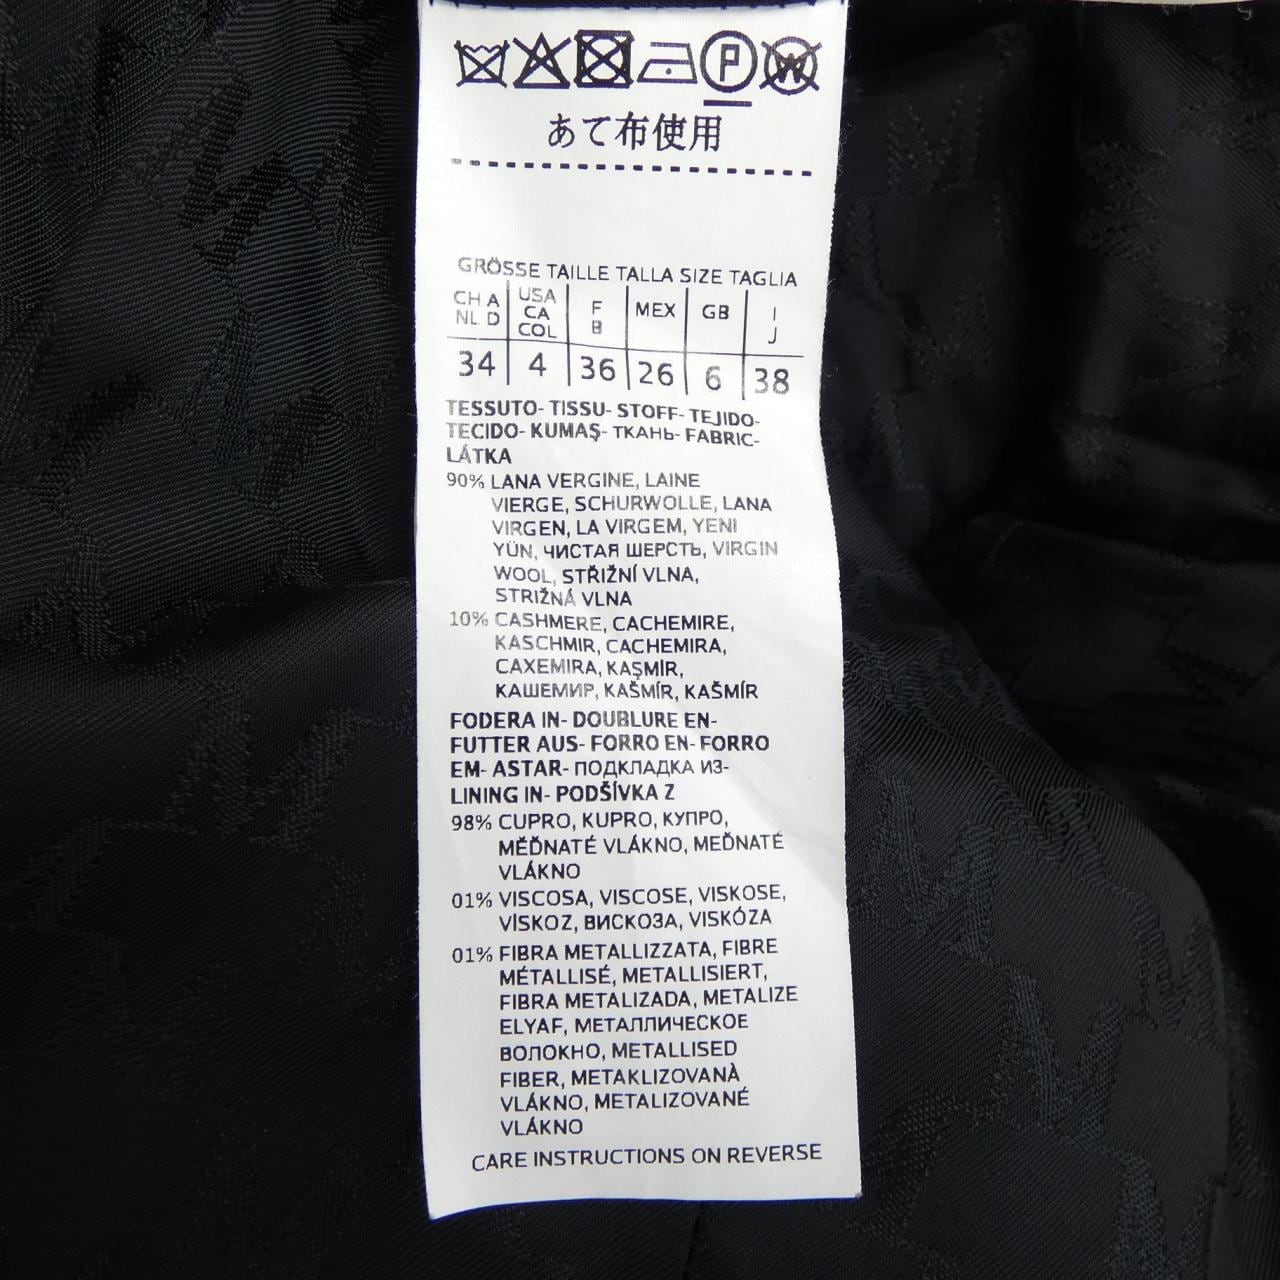 P W
あて布使用
GRÖSSE TAILLE TALLA SIZE TAGLIA
CH A NL D | USA CA COL | F B | MEX | GB | I J
34 | 4 | 36 | 26 | 6 | 38
TESSUTO- TISSU- STOFF- TEJIDO-
TECIDO- KUMAŞ- ТКАНЬ- FABRIC-
LÁTKA
90% LANA VERGINE, LAINE
VIERGE, SCHURWOLLE, LANA
VIRGEN, LA VIRGEM, YENI
YÜN, ЧИСТАЯ ШЕРСТЬ, VIRGIN
WOOL, STŘIŽNÍ VLNA,
STRIŽNÁ VLNA
10% CASHMERE, CACHEMIRE,
KASCHMIR, CACHEMIRA,
CAXEMIRA, KAŞMİR,
КАШЕМИР, KAŠMÍR, KAŠMÍR
FODERA IN- DOUBLURE EN-
FUTTER AUS- FORRO EN- FORRO
EM- ASTAR- ПОДКЛАДКА ИЗ-
LINING IN- PODŠÍVKA Z
98% CUPRO, KUPRO, КУПРО,
MĚĎNATÉ VLÁKNO, MEĎNATÉ
VLÁKNO
01% VISCOSA, VISCOSE, VISKOSE,
VİSKOZ, ВИСКОЗА, VISKÓZA
01% FIBRA METALLIZZATA, FIBRE
MÉTALLISÉ, METALLISIERT,
FIBRA METALIZADA, METALIZE
ELYAF, МЕТАЛЛИЧЕСКОЕ
ВОЛОКНО, METALLISED
FIBER, METAKLIZOVANÀ
VLÁKNO, METALIZOVANÉ
VLÁKNO
CARE INSTRUCTIONS ON REVERSE